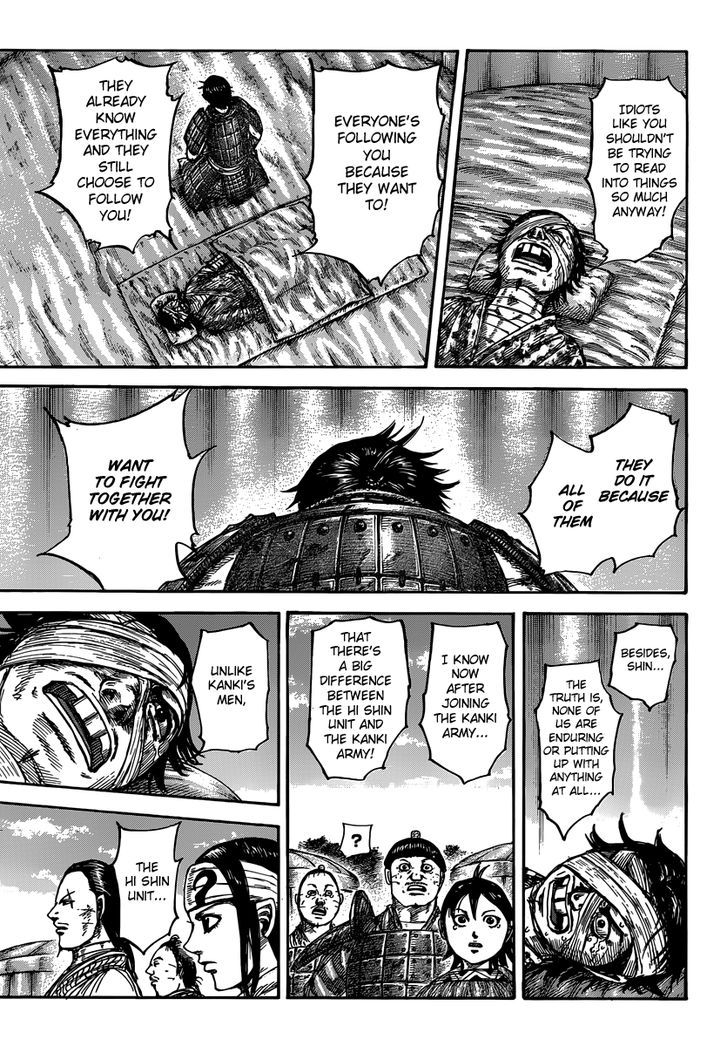 IDIOTS
LIKE YOU
SHOULDN'T
BE TRYING
TO READ
INTO THINGS
SO MUCH
ANYWAY!
EVERYONE'S
FOLLOWING
YOU
BECAUSE
THEY WANT
TO!
THEY
ALREADY
KNOW
EVERYTHING
AND THEY
STILL
CHOOSE TO
FOLLOW
YOU!
THEY
DO IT
BECAUSE
ALL
OF
THEM
WANT
TO FIGHT
TOGETHER
WITH YOU!
BESIDES,
SHIN...
THE TRUTH IS,
NONE OF
US ARE
ENDURING
OR PUTTING
UP WITH
ANYTHING
AT ALL...
I KNOW
NOW
AFTER
JOINING
THE KANKI
ARMY...
THAT
THERE'S
A BIG
DIFFERENCE
BETWEEN
THE HI SHIN
UNIT AND
THE KANKI
ARMY!
?
UNLIKE
KANKI'S
MEN,
THE
HI SHIN
UNIT...